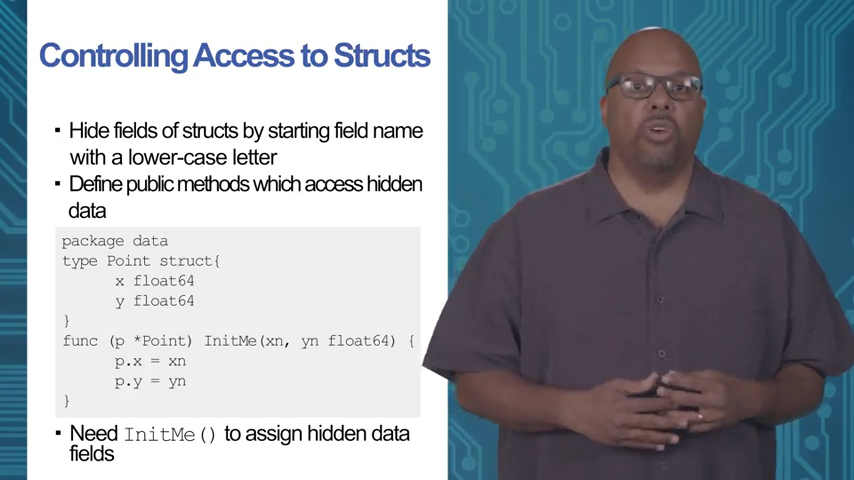 Controlling Access to Structs
▪ Hide fields of structs by starting field name
with a lower-case letter
▪ Define public methods which access hidden
data
package data
type Point struct{
x float64
y float64
}
func (p *Point) InitMe(xn, yn float64) {
p.x = xn
p.y = yn
}
▪ Need InitMe() to assign hidden data
fields